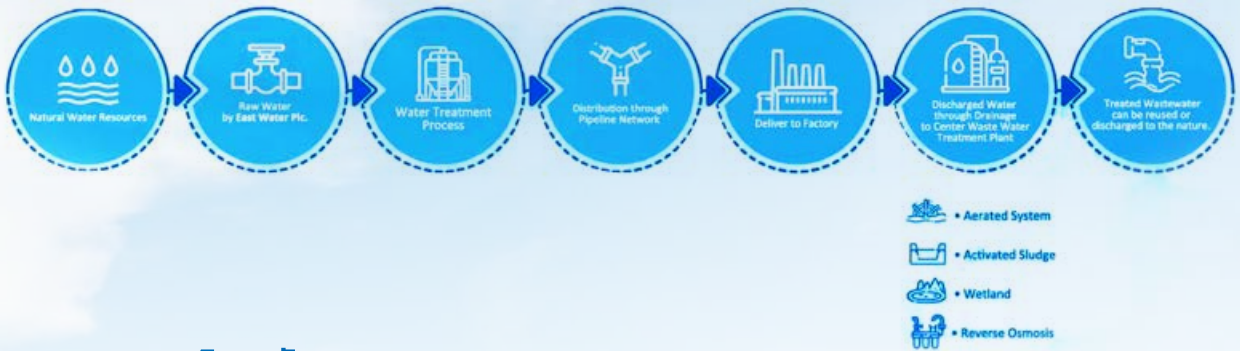 Natural Water Resources
Raw Water
by East Water Plc.
Water Treatment
Process
Distribution through
Pipeline Network
Deliver to Factory
Discharged Water
through Drainage
to Center Waste Water
Treatment Plant
Treated Wastewater
can be reused or
discharged to the nature.
• Aerated System
• Activated Sludge
• Wetland
• Reverse Osmosis